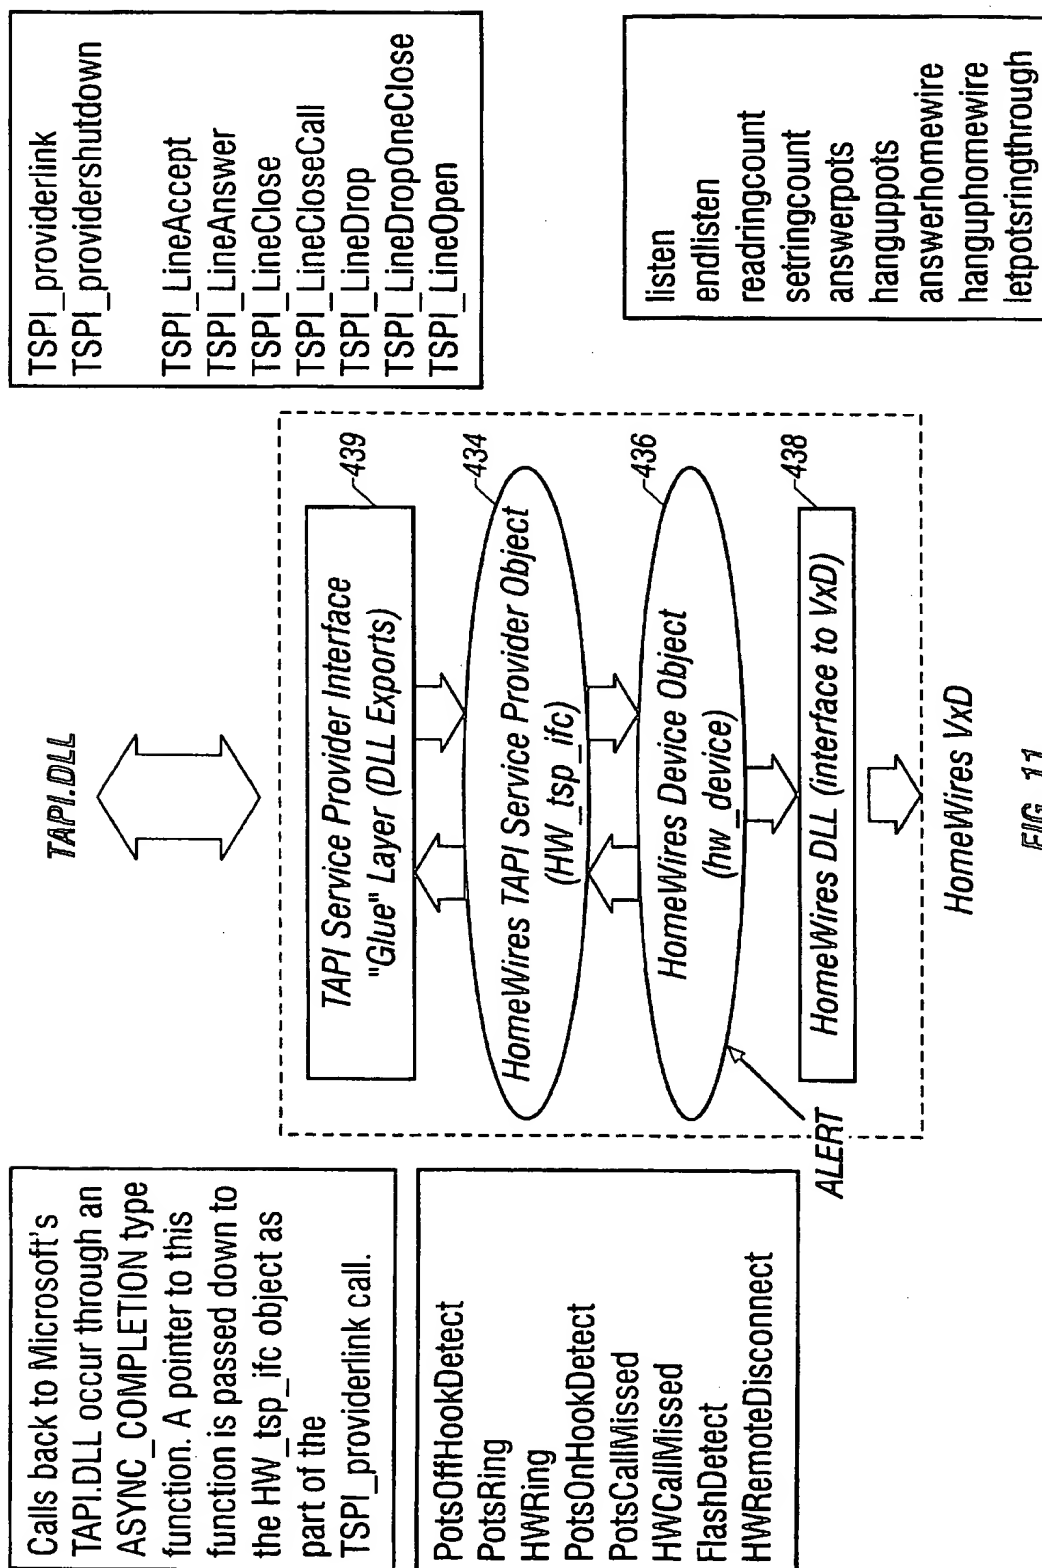 Calls back to Microsoft's
TAPI.DLL occur through an
ASYNC_COMPLETION type
function. A pointer to this
function is passed down to
the HW_tsp_ifc object as
part of the
TSPI_providerlink call.
PotsOffHookDetect
PotsRing
HWRing
PotsOnHookDetect
PotsCallMissed
HWCallMissed
FlashDetect
HWRemoteDisconnect
TAPI.DLL
439
TAPI Service Provider Interface
"Glue" Layer (DLL Exports)
434
HomeWires TAPI Service Provider Object
(HW_tsp_ifc)
436
HomeWires Device Object
(hw_device)
ALERT
438
HomeWires DLL (interface to VxD)
HomeWires VxD
TSPI_providerlink
TSPI_providershutdown
TSPI_LineAccept
TSPI_LineAnswer
TSPI_LineClose
TSPI_LineCloseCall
TSPI_LineDrop
TSPI_LineDropOneClose
TSPI_LineOpen
listen
endlisten
readringcount
setringcount
answerpots
hanguppots
answerhomewire
hanguphomewire
letpotsringthrough
FIG. 11